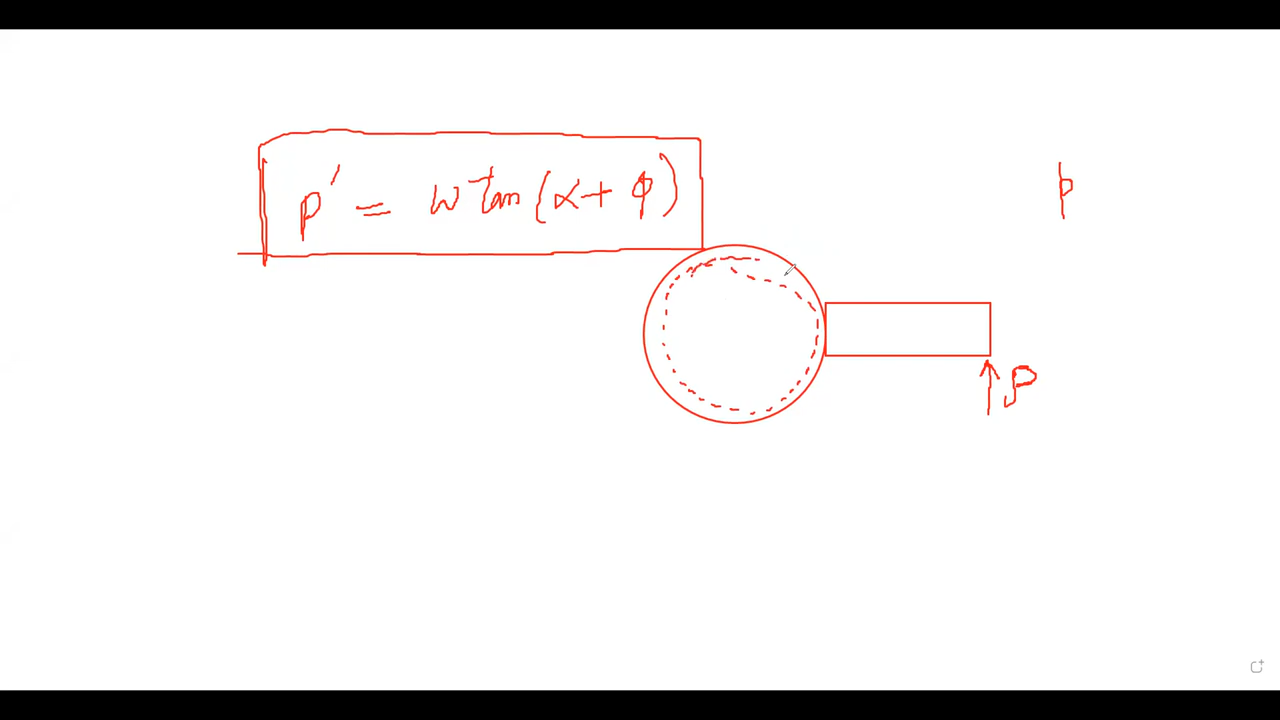 p' = w tan (α + φ)
p
P